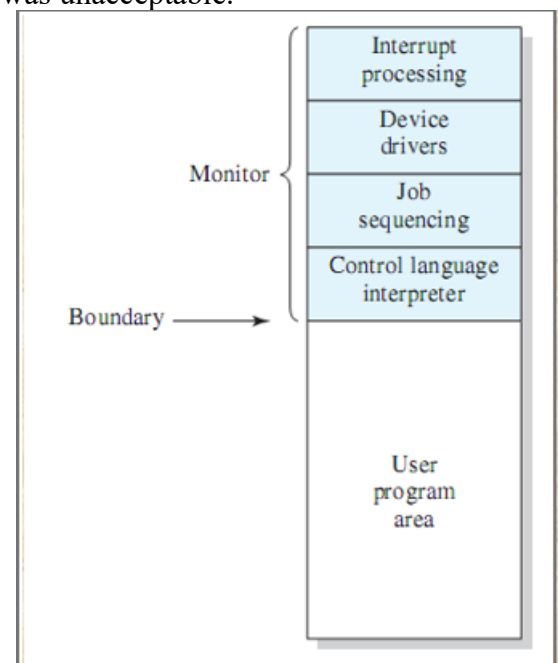 was unacceptable.
Interrupt
processing
Device
drivers
Monitor
Job
sequencing
Control language
interpreter
Boundary
User
program
area